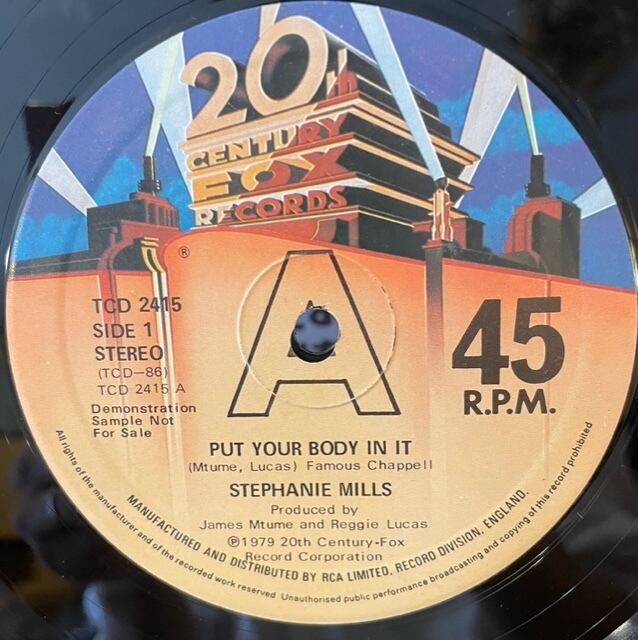 20th
CENTURY
FOX
RECORDS
®
A
TCD 2415
SIDE 1
STEREO
(TCD—86)
TCD 2415 A
Demonstration
Sample Not
For Sale
45
R.P.M.
PUT YOUR BODY IN IT
(Mtume, Lucas) Famous Chappell
STEPHANIE MILLS
Produced by
James Mtume and Reggie Lucas
℗1979 20th Century-Fox
Record Corporation
MANUFACTURED AND DISTRIBUTED BY RCA LIMITED, RECORD DIVISION, ENGLAND.
All rights of the manufacturer and of the recorded work reserved Unauthorised public performance broadcasting and copying of this record prohibited